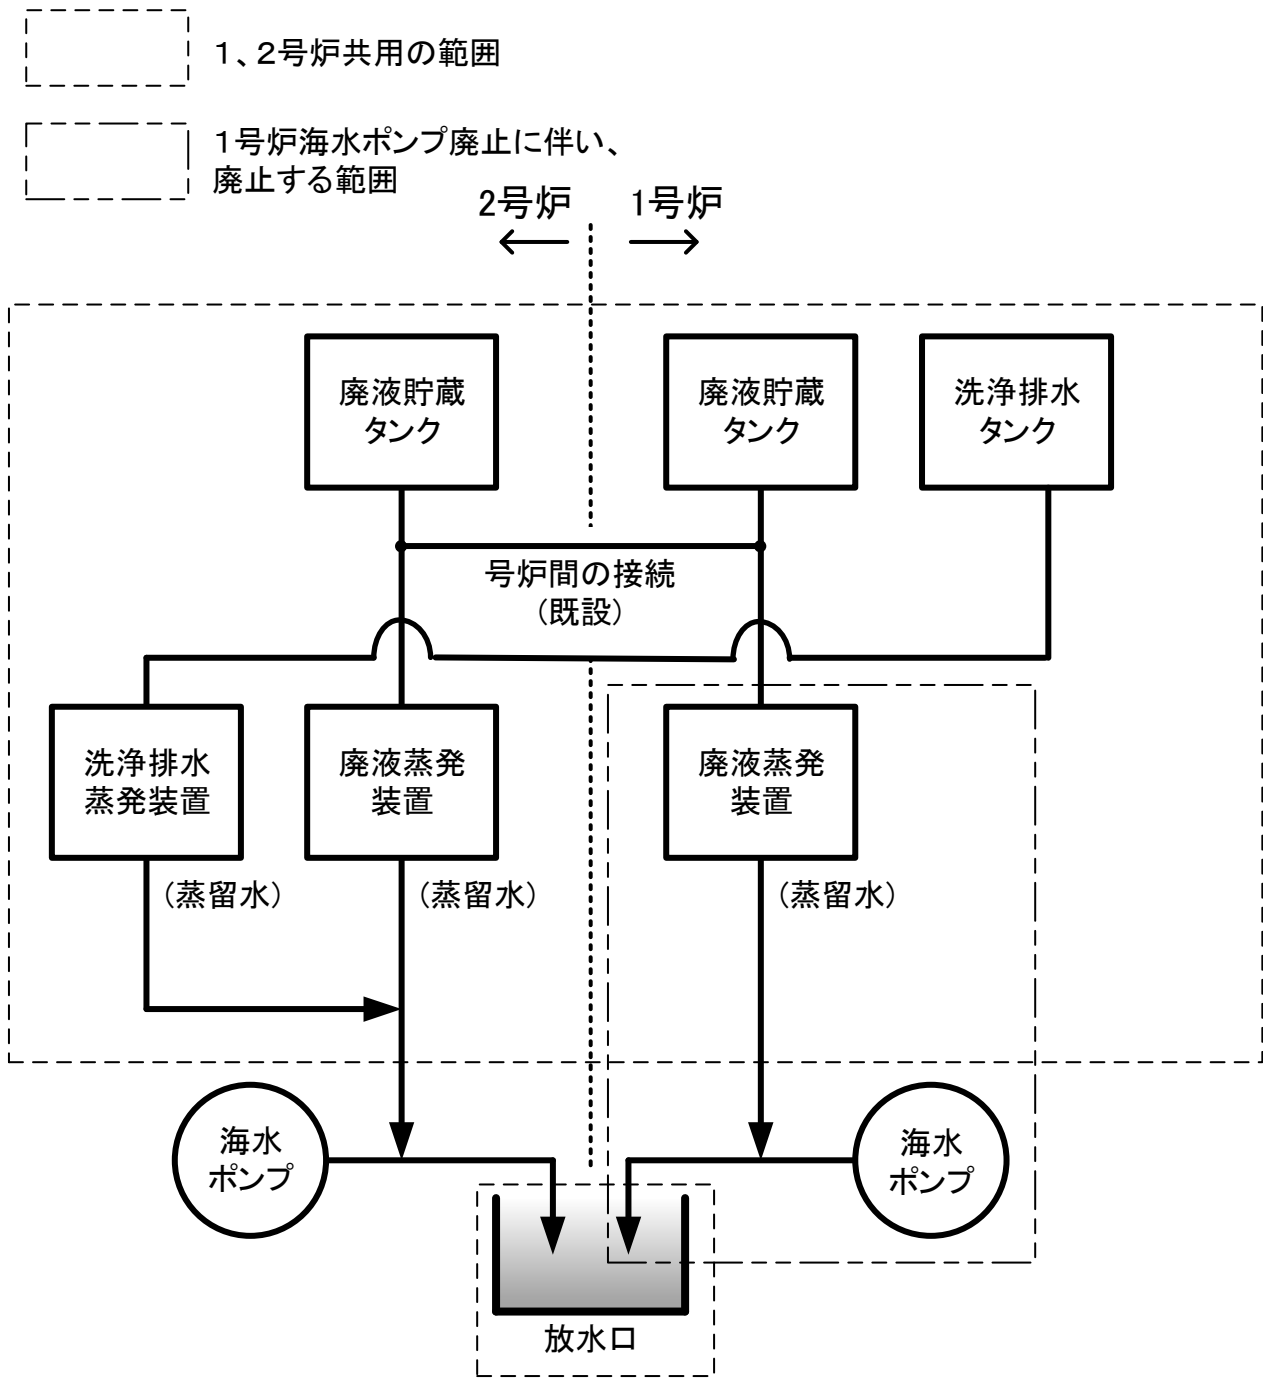 1、2号炉共用の範囲
1号炉海水ポンプ廃止に伴い、
廃止する範囲
2号炉
1号炉
廃液貯蔵
タンク
廃液貯蔵
タンク
洗浄排水
タンク
号炉間の接続
(既設)
洗浄排水
蒸発装置
廃液蒸発
装置
廃液蒸発
装置
(蒸留水)
(蒸留水)
(蒸留水)
海水
ポンプ
海水
ポンプ
放水口